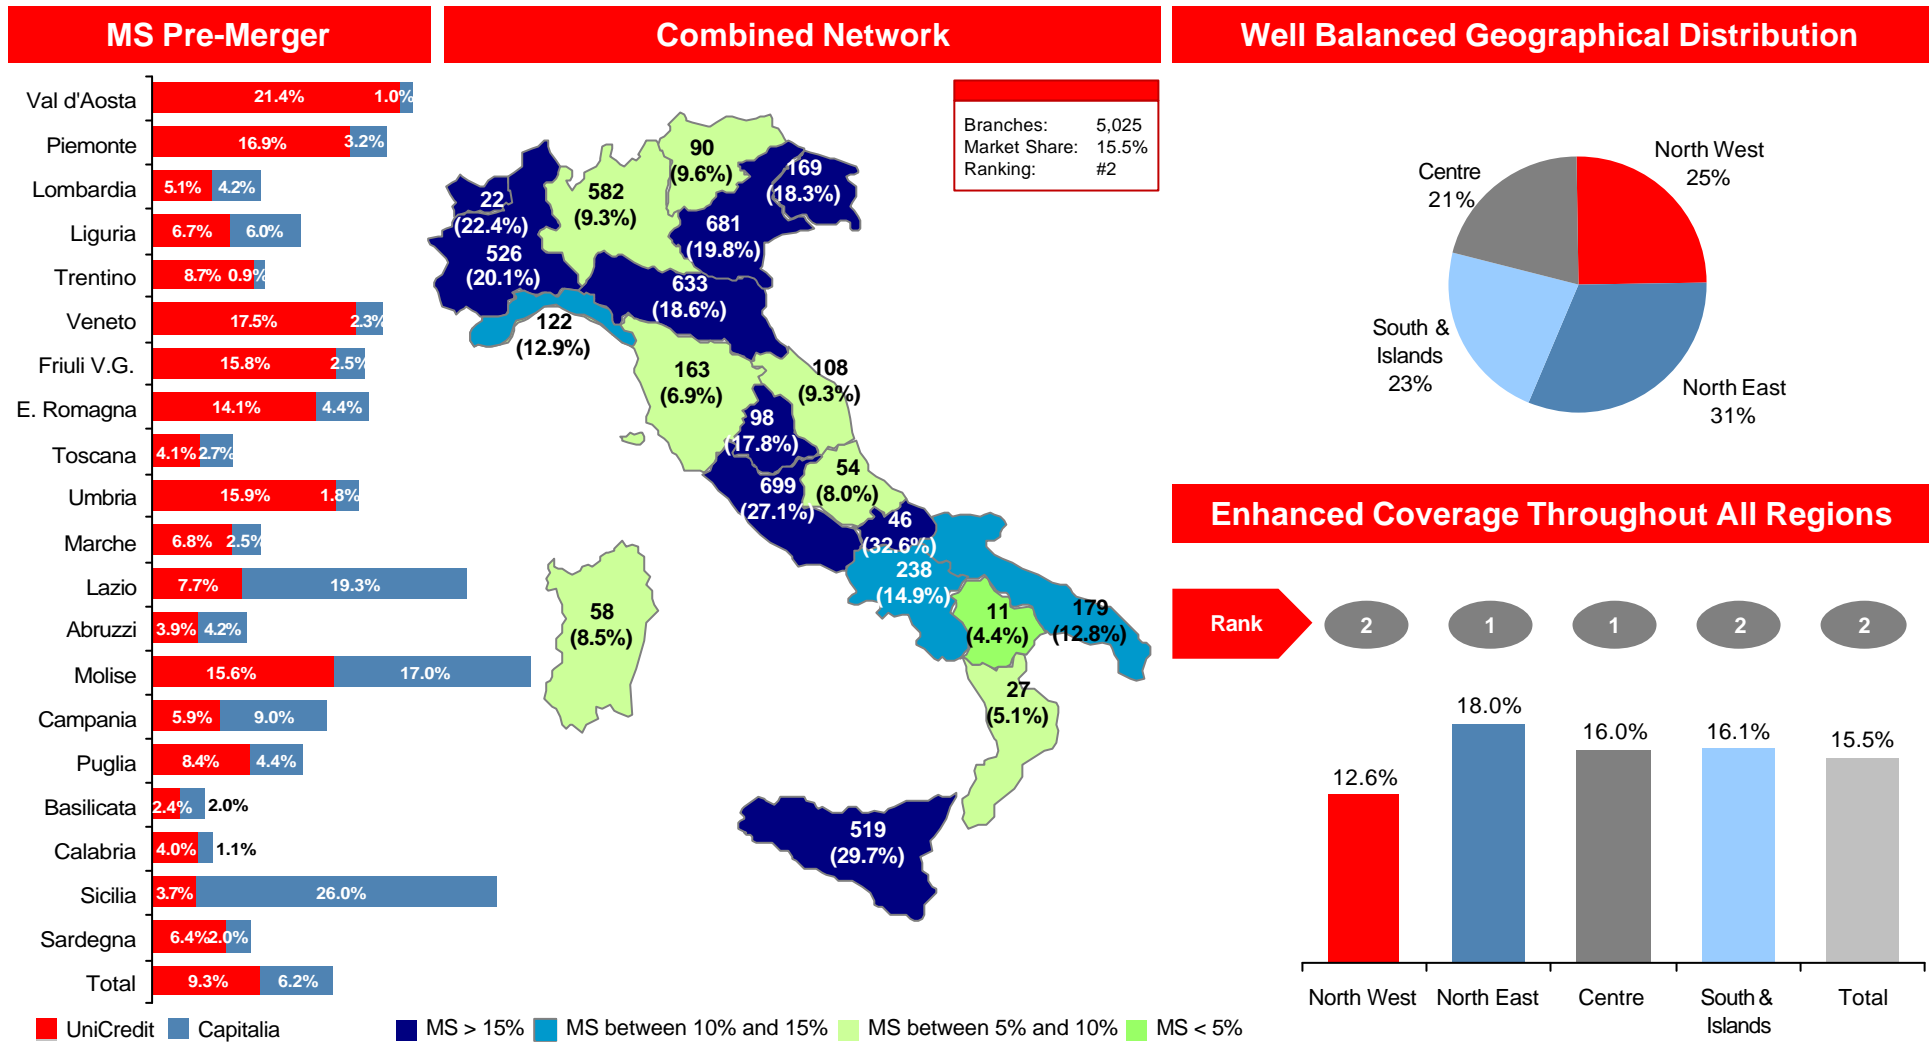 MS Pre-Merger
Val d'Aosta 21.4% 1.0%
Piemonte 16.9% 3.2%
Lombardia 5.1% 4.2%
Liguria 6.7% 6.0%
Trentino 8.7% 0.9%
Veneto 17.5% 2.3%
Friuli V.G. 15.8% 2.5%
E. Romagna 14.1% 4.4%
Toscana 4.1% 2.7%
Umbria 15.9% 1.8%
Marche 6.8% 2.5%
Lazio 7.7% 19.3%
Abruzzi 3.9% 4.2%
Molise 15.6% 17.0%
Campania 5.9% 9.0%
Puglia 8.4% 4.4%
Basilicata 2.4% 2.0%
Calabria 4.0% 1.1%
Sicilia 3.7% 26.0%
Sardegna 6.4% 2.0%
Total 9.3% 6.2%
UniCredit Capitalia
Combined Network
Branches: 5,025
Market Share: 15.5%
Ranking: #2
90
(9.6%)
169
(18.3%)
582
(9.3%)
22
(22.4%)
681
(19.8%)
526
(20.1%)
633
(18.6%)
122
(12.9%)
163
(6.9%)
108
(9.3%)
98
(17.8%)
54
(8.0%)
699
(27.1%)
46
(32.6%)
238
(14.9%)
58
(8.5%)
11
(4.4%)
179
(12.8%)
27
(5.1%)
519
(29.7%)
MS > 15% MS between 10% and 15% MS between 5% and 10% MS < 5%
Well Balanced Geographical Distribution
North West
25%
Centre
21%
South &
Islands
23%
North East
31%
Enhanced Coverage Throughout All Regions
Rank 2 1 1 2 2
12.6% 18.0% 16.0% 16.1% 15.5%
North West North East Centre South & Total
Islands